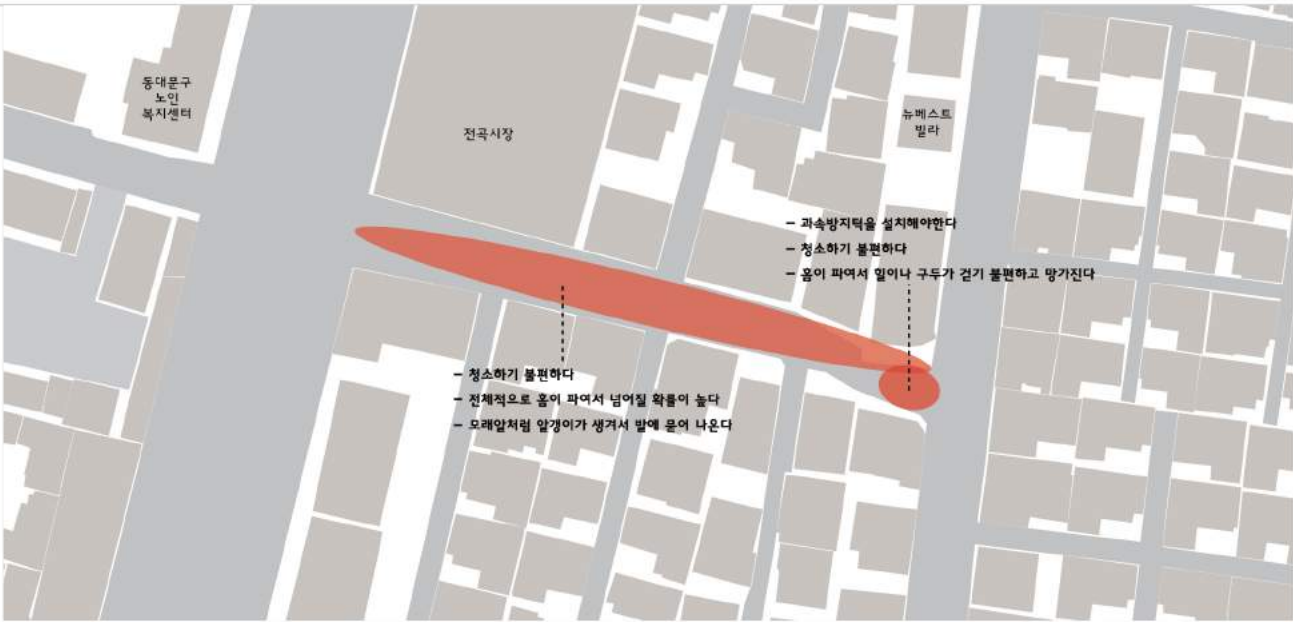 동대문구
노인
복지센터
전곡시장
뉴베스트
빌라
- 과속방지턱을 설치해야한다
- 청소하기 불편하다
- 홈이 파여서 힐이나 구두가 걷기 불편하고 망가진다
- 청소하기 불편하다
- 전체적으로 홈이 파여서 넘어질 확률이 높다
- 모래알처럼 알갱이가 생겨서 발에 묻어 나온다